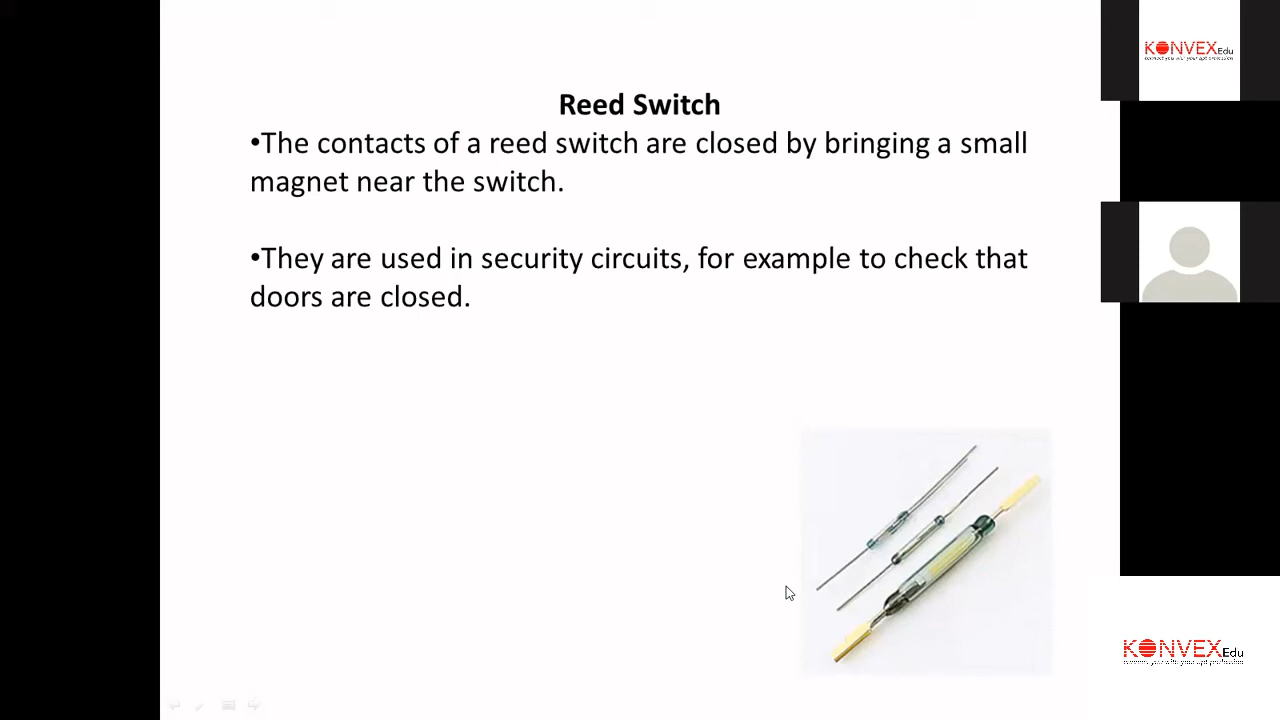 KONVEX Edu
Reed Switch
•The contacts of a reed switch are closed by bringing a small
magnet near the switch.
•They are used in security circuits, for example to check that
doors are closed.
KONVEX Edu